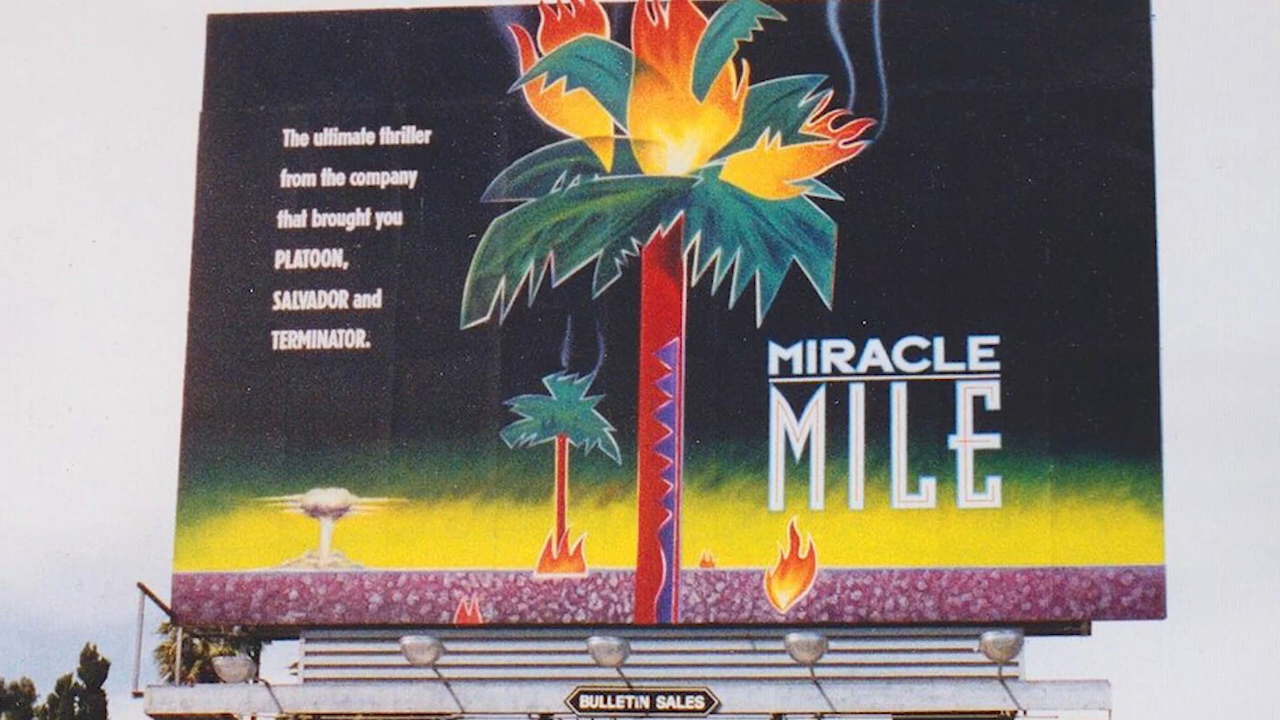 The ultimate thriller
from the company
that brought you
PLATOON,
SALVADOR and
TERMINATOR.
MIRACLE
MILE
BULLETIN SALES